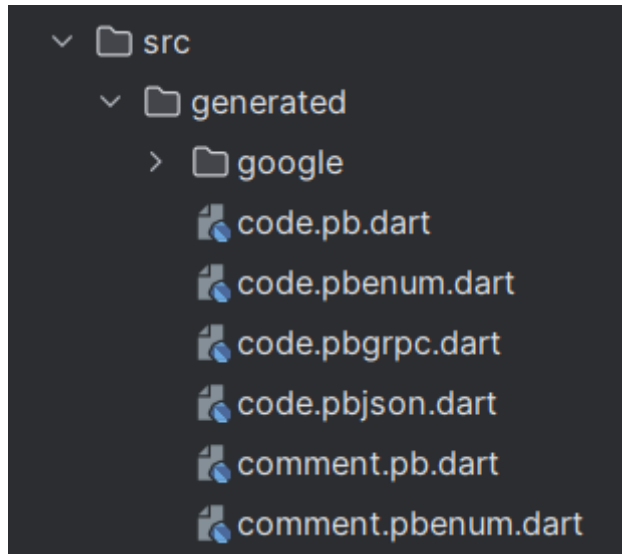 src
generated
google
code.pb.dart
code.pbenum.dart
code.pbgrpc.dart
code.pbjson.dart
comment.pb.dart
comment.pbenum.dart